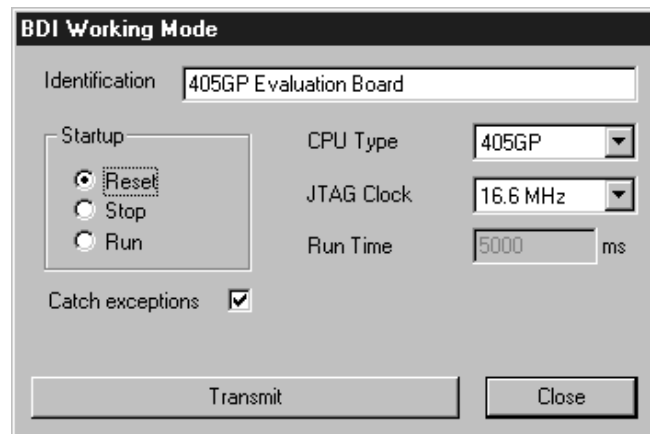 BDI Working Mode
Identification 405GP Evaluation Board
Startup
Reset
Stop
Run
CPU Type 405GP
JTAG Clock 16.6 MHz
Run Time 5000 ms
Catch exceptions
Transmit Close